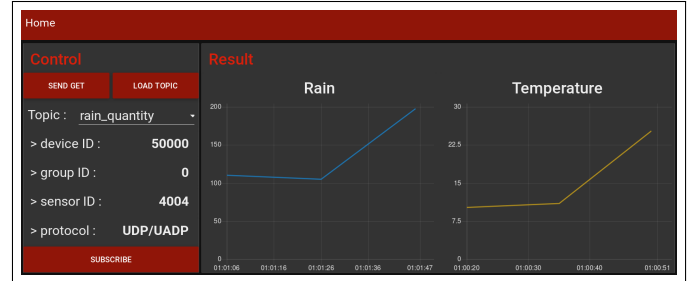 Home
Control
SEND GET LOAD TOPIC
Topic : rain_quantity
> device ID : 50000
> group ID : 0
> sensor ID : 4004
> protocol : UDP/UADP
SUBSCRIBE
Result
Rain
200
150
100
50
0
01:01:06 01:01:16 01:01:26 01:01:36 01:01:47
Temperature
30
22.5
15
7.5
0
01:00:20 01:00:30 01:00:40 01:00:51